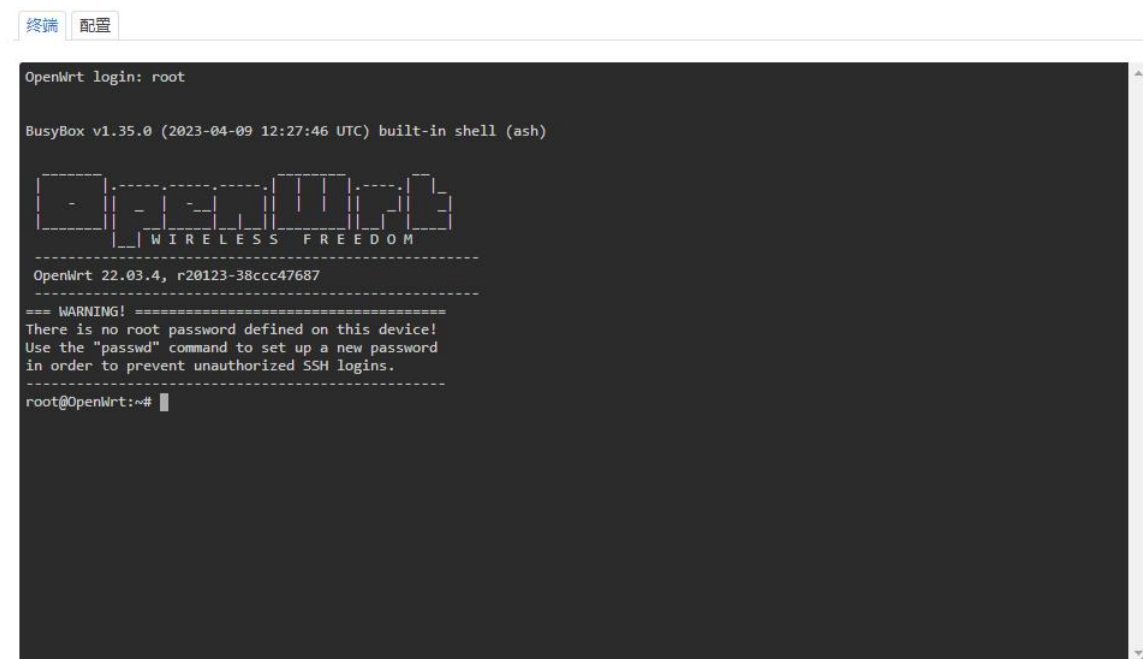 终端 配置
OpenWrt login: root
BusyBox v1.35.0 (2023-04-09 12:27:46 UTC) built-in shell (ash)
OpenWrt
W I R E L E S S   F R E E D O M
-----------------------------------------------------
OpenWrt 22.03.4, r20123-38ccc47687
-----------------------------------------------------
=== WARNING! =====================================
There is no root password defined on this device!
Use the "passwd" command to set up a new password
in order to prevent unauthorized SSH logins.
--------------------------------------------------
root@OpenWrt:~#